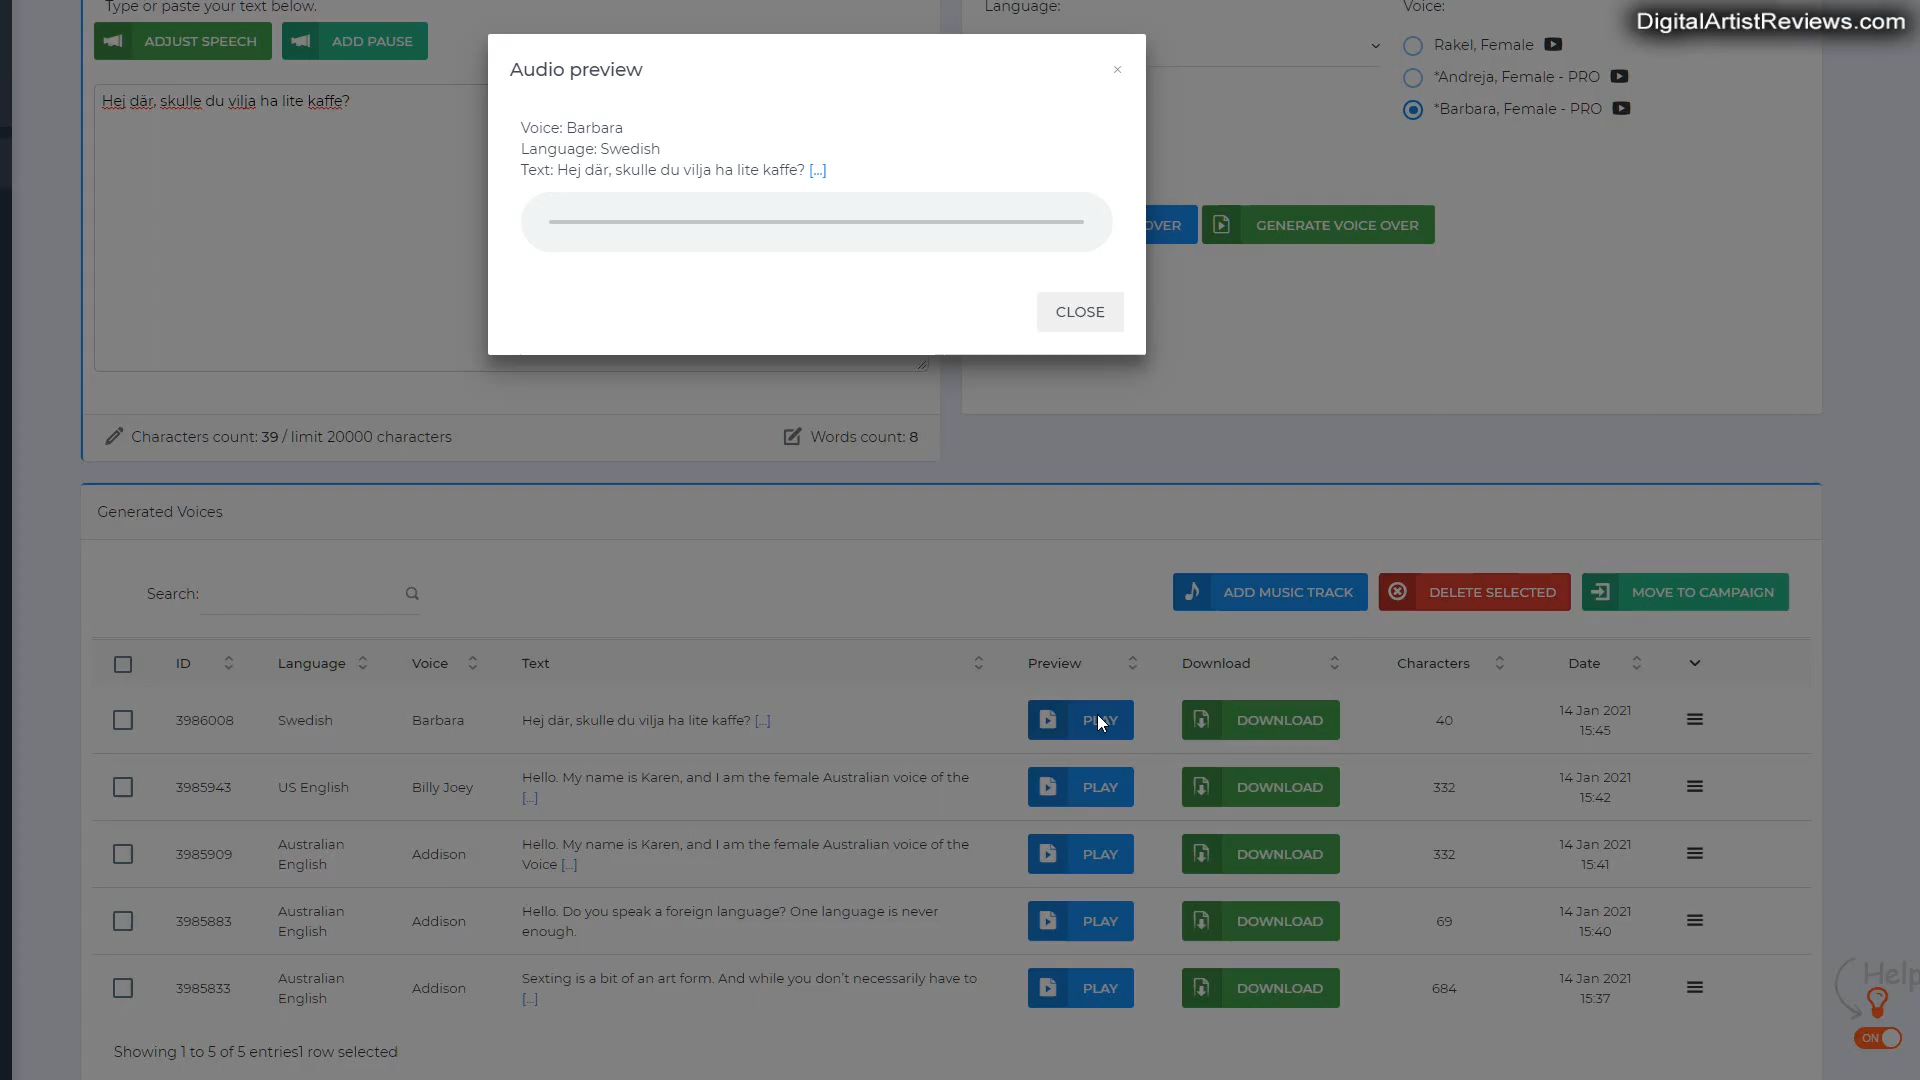 Type or paste your text below.
Language:
Voice:
DigitalArtistReviews.com
ADJUST SPEECH
ADD PAUSE
Rakel, Female
*Andreja, Female - PRO
*Barbara, Female - PRO
Hej där, skulle du vilja ha lite kaffe?
Audio preview
×
Voice: Barbara
Language: Swedish
Text: Hej där, skulle du vilja ha lite kaffe? [...]
CLOSE
OVER
GENERATE VOICE OVER
Characters count: 39 / limit 20000 characters
Words count: 8
Generated Voices
Search:
ADD MUSIC TRACK
DELETE SELECTED
MOVE TO CAMPAIGN
ID Language Voice Text Preview Download Characters Date
3986008 Swedish Barbara Hej där, skulle du vilja ha lite kaffe? [...] PLAY DOWNLOAD 40 14 Jan 2021
15:45
3985943 US English Billy Joey Hello. My name is Karen, and I am the female Australian voice of the PLAY DOWNLOAD 332 14 Jan 2021
[...] 15:42
3985909 Australian Addison Hello. My name is Karen, and I am the female Australian voice of the PLAY DOWNLOAD 332 14 Jan 2021
English Voice [...] 15:41
3985883 Australian Addison Hello. Do you speak a foreign language? One language is never PLAY DOWNLOAD 69 14 Jan 2021
English enough. 15:40
3985833 Australian Addison Sexting is a bit of an art form. And while you don't necessarily have to PLAY DOWNLOAD 684 14 Jan 2021
English [...] 15:37
Help
ON
Showing 1 to 5 of 5 entries1 row selected